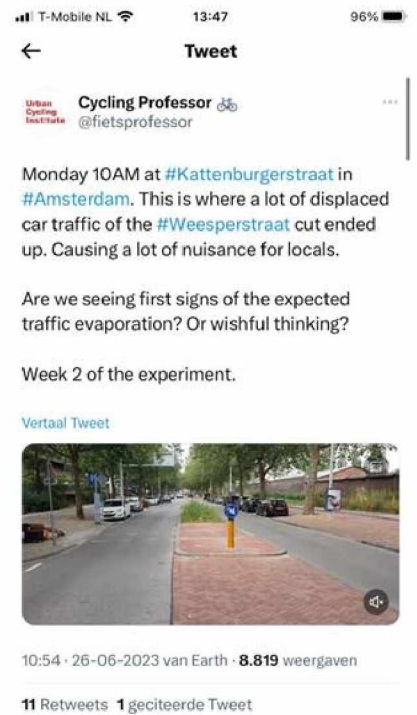 T-Mobile NL 13:47 96%
Tweet
Urban
Cycling
Institute
Cycling Professor
@fietsprofessor
Monday 10AM at #Kattenburgerstraat in
#Amsterdam. This is where a lot of displaced
car traffic of the #Weesperstraat cut ended
up. Causing a lot of nuisance for locals.
Are we seeing first signs of the expected
traffic evaporation? Or wishful thinking?
Week 2 of the experiment.
Vertaal Tweet
10:54 · 26-06-2023 van Earth · 8.819 weergaven
11 Retweets 1 geciteerde Tweet